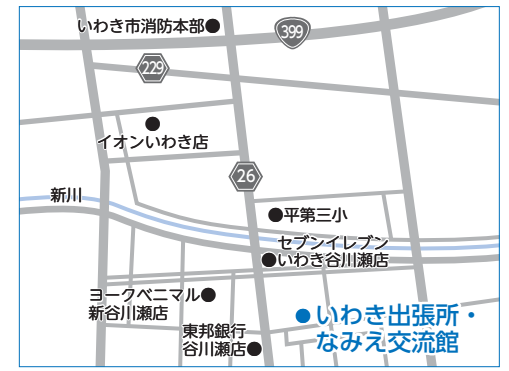 いわき市消防本部
399
229
イオンいわき店
26
新川
平第三小
セブンイレブン
いわき谷川瀬店
ヨークベニマル
新谷川瀬店
いわき出張所・
なみえ交流館
東邦銀行
谷川瀬店